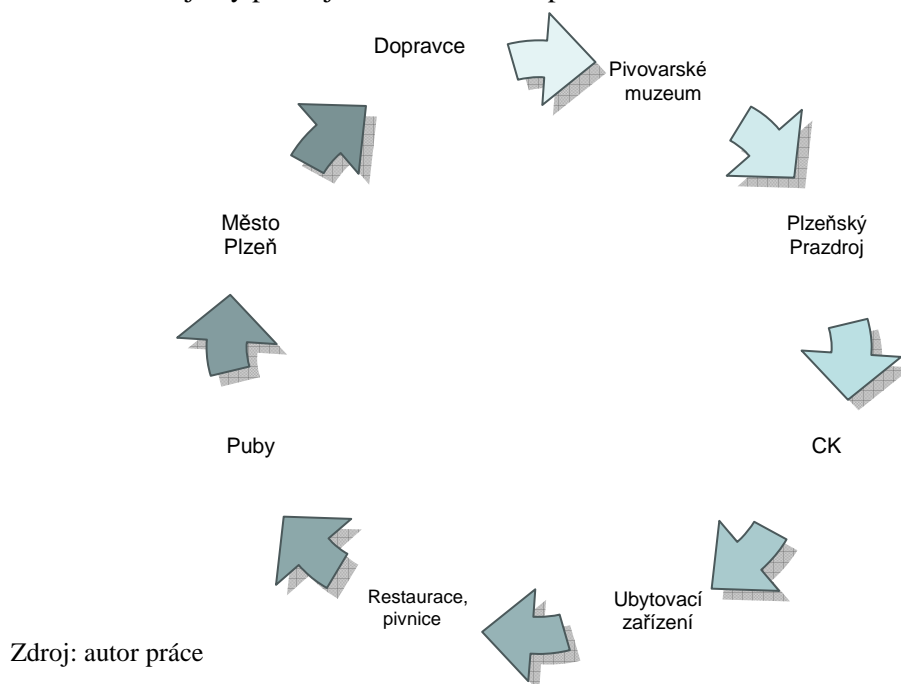 Dopravce
Pivovarské
muzeum
Plzeňský
Prazdroj
CK
Ubytovací
zařízení
Restaurace,
pivnice
Puby
Město
Plzeň
Zdroj: autor práce